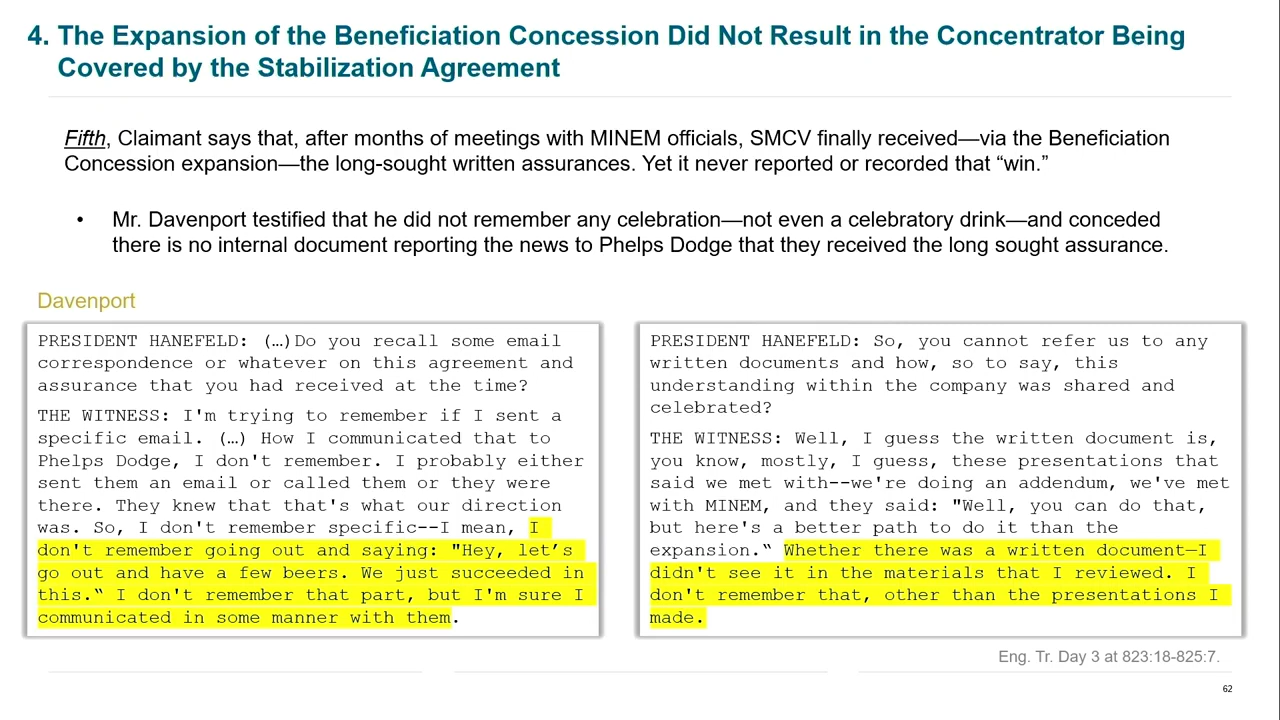 4. The Expansion of the Beneficiation Concession Did Not Result in the Concentrator Being
Covered by the Stabilization Agreement
Fifth, Claimant says that, after months of meetings with MINEM officials, SMCV finally received—via the Beneficiation
Concession expansion—the long-sought written assurances. Yet it never reported or recorded that “win.”
• Mr. Davenport testified that he did not remember any celebration—not even a celebratory drink—and conceded
there is no internal document reporting the news to Phelps Dodge that they received the long sought assurance.
Davenport
PRESIDENT HANEFELD: (…)Do you recall some email
correspondence or whatever on this agreement and
assurance that you had received at the time?
THE WITNESS: I'm trying to remember if I sent a
specific email. (…) How I communicated that to
Phelps Dodge, I don't remember. I probably either
sent them an email or called them or they were
there. They knew that that's what our direction
was. So, I don't remember specific--I mean, I
don't remember going out and saying: "Hey, let’s
go out and have a few beers. We just succeeded in
this.‟ I don't remember that part, but I'm sure I
communicated in some manner with them.
PRESIDENT HANEFELD: So, you cannot refer us to any
written documents and how, so to say, this
understanding within the company was shared and
celebrated?
THE WITNESS: Well, I guess the written document is,
you know, mostly, I guess, these presentations that
said we met with--we're doing an addendum, we've met
with MINEM, and they said: "Well, you can do that,
but here's a better path to do it than the
expansion.‟ Whether there was a written document—I
didn't see it in the materials that I reviewed. I
don't remember that, other than the presentations I
made.
Eng. Tr. Day 3 at 823:18-825:7.
62